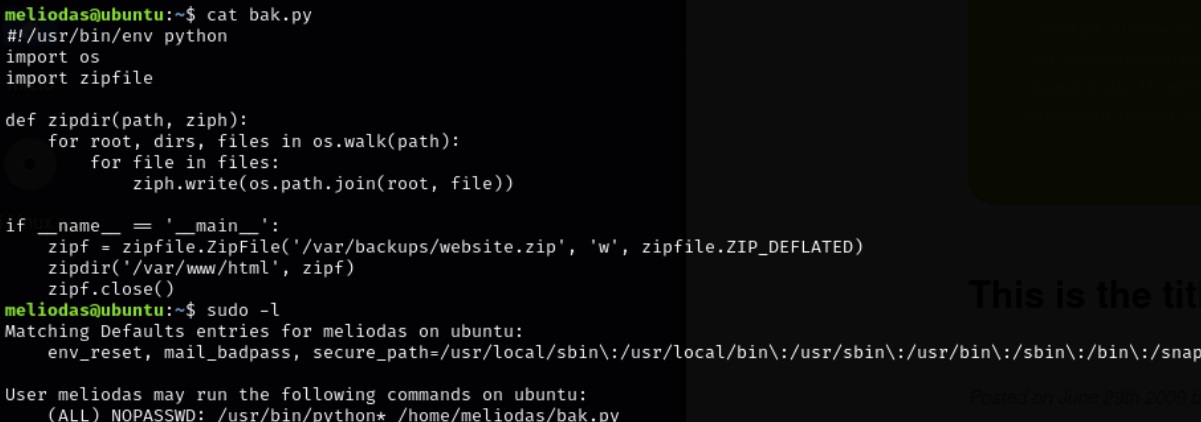 meliodas@ubuntu:~$ cat bak.py
#!/usr/bin/env python
import os
import zipfile

def zipdir(path, ziph):
    for root, dirs, files in os.walk(path):
        for file in files:
            ziph.write(os.path.join(root, file))

if __name__ == '__main__':
    zipf = zipfile.ZipFile('/var/backups/website.zip', 'w', zipfile.ZIP_DEFLATED)
    zipdir('/var/www/html', zipf)
    zipf.close()
meliodas@ubuntu:~$ sudo -l
Matching Defaults entries for meliodas on ubuntu:
    env_reset, mail_badpass, secure_path=/usr/local/sbin\:/usr/local/bin\:/usr/sbin\:/usr/bin\:/sbin\:/bin\:/snap

User meliodas may run the following commands on ubuntu:
    (ALL) NOPASSWD: /usr/bin/python* /home/meliodas/bak.py
This is the tit
Posted on June 29th 2009